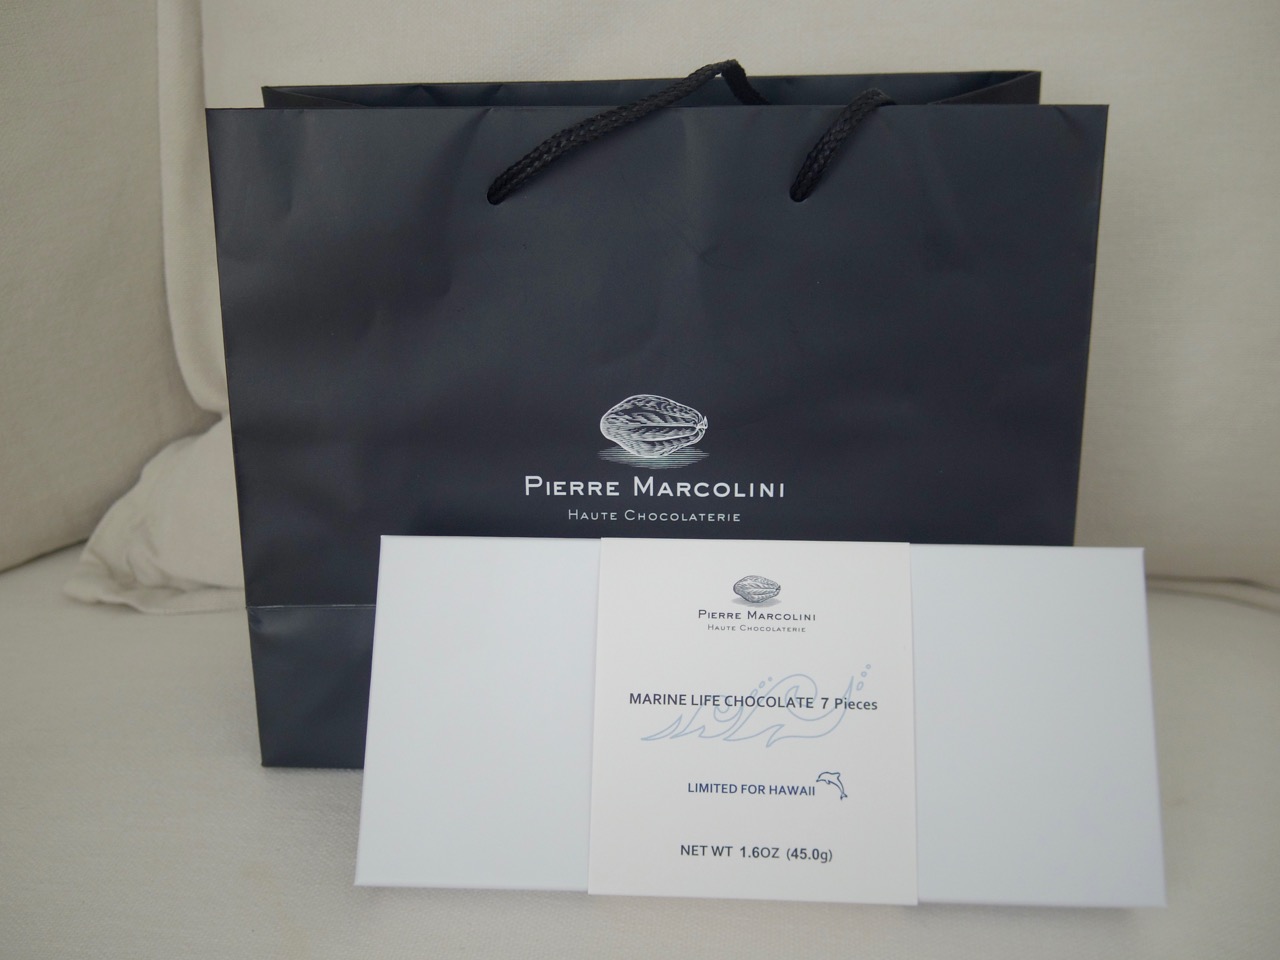 PIERRE MARCOLINI
HAUTE CHOCOLATERIE
PIERRE MARCOLINI
HAUTE CHOCOLATERIE
MARINE LIFE CHOCOLATE 7 Pieces
LIMITED FOR HAWAII
NET WT 1.6OZ (45.0g)